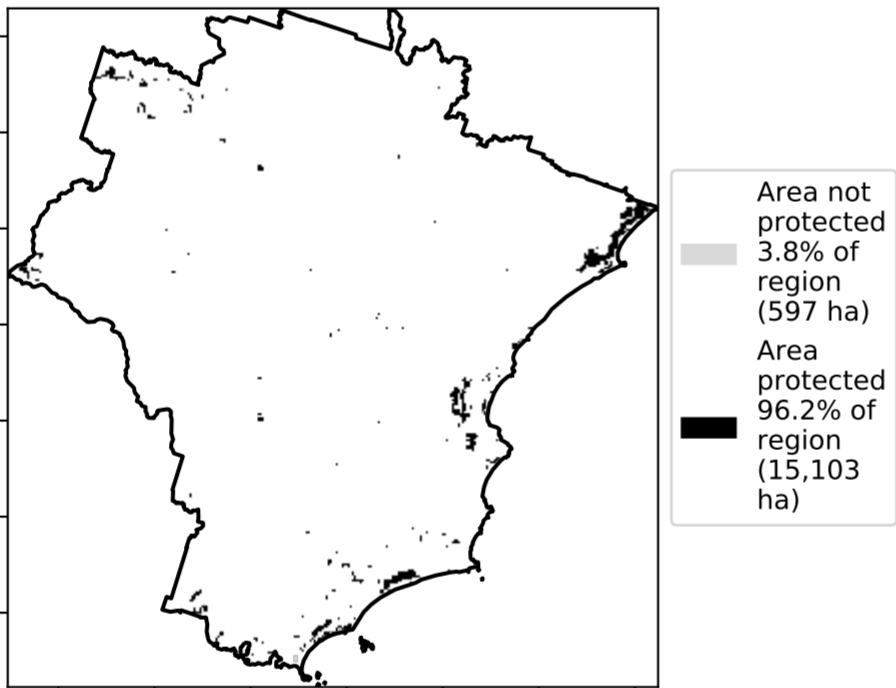 Area not
protected
3.8% of
region
(597 ha)
Area
protected
96.2% of
region
(15,103
ha)